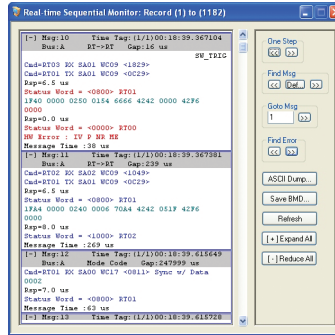 Real-time Sequential Monitor: Record (1) to (1182)
[-] Msg:10 Time Tag:(1/1)00:18:39.367104
Bus:A RT->RT Gap:16 us
SW_TRIG
Cmd=RT03 RX SA01 WC09 <1829>
Cmd=RT01 TX SA01 WC09 <0C29>
Rsp=6.5 us
Status Word = <0800> RT01
1F40 0000 0250 0154 6666 4242 0000 42F6
0000
Rsp=0.0 us
Status Word = <0000> RT00
HW Error : IV P NR ME
Message Time :38 us
[-] Msg:11 Time Tag:(1/1)00:18:39.367381
Bus:A RT->RT Gap:239 us
Cmd=RT02 RX SA02 WC09 <1049>
Cmd=RT01 TX SA01 WC09 <0C29>
Rsp=6.5 us
Status Word = <0800> RT01
1FA4 0000 0240 0006 70A4 4242 051F 42F6
0000
Rsp=8.0 us
Status Word = <1000> RT02
Message Time :269 us
[-] Msg:12 Time Tag:(1/1)00:18:39.615649
Bus:A Mode Code Gap:247999 us
Cmd=RT01 RX SA00 WC17 <0811> Sync w/ Data
0002
Rsp=7.0 us
Status Word = <0800> RT01
Message Time :63 us
[-] Msg:13 Time Tag:(1/1)00:18:39.615728
One Step
<< >>
Find Msg
<< Def... >>
Goto Msg
1 >>
Find Error
<< >>
ASCII Dump...
Save BMD...
Refresh
[ + ] Expand All
[ - ] Reduce All